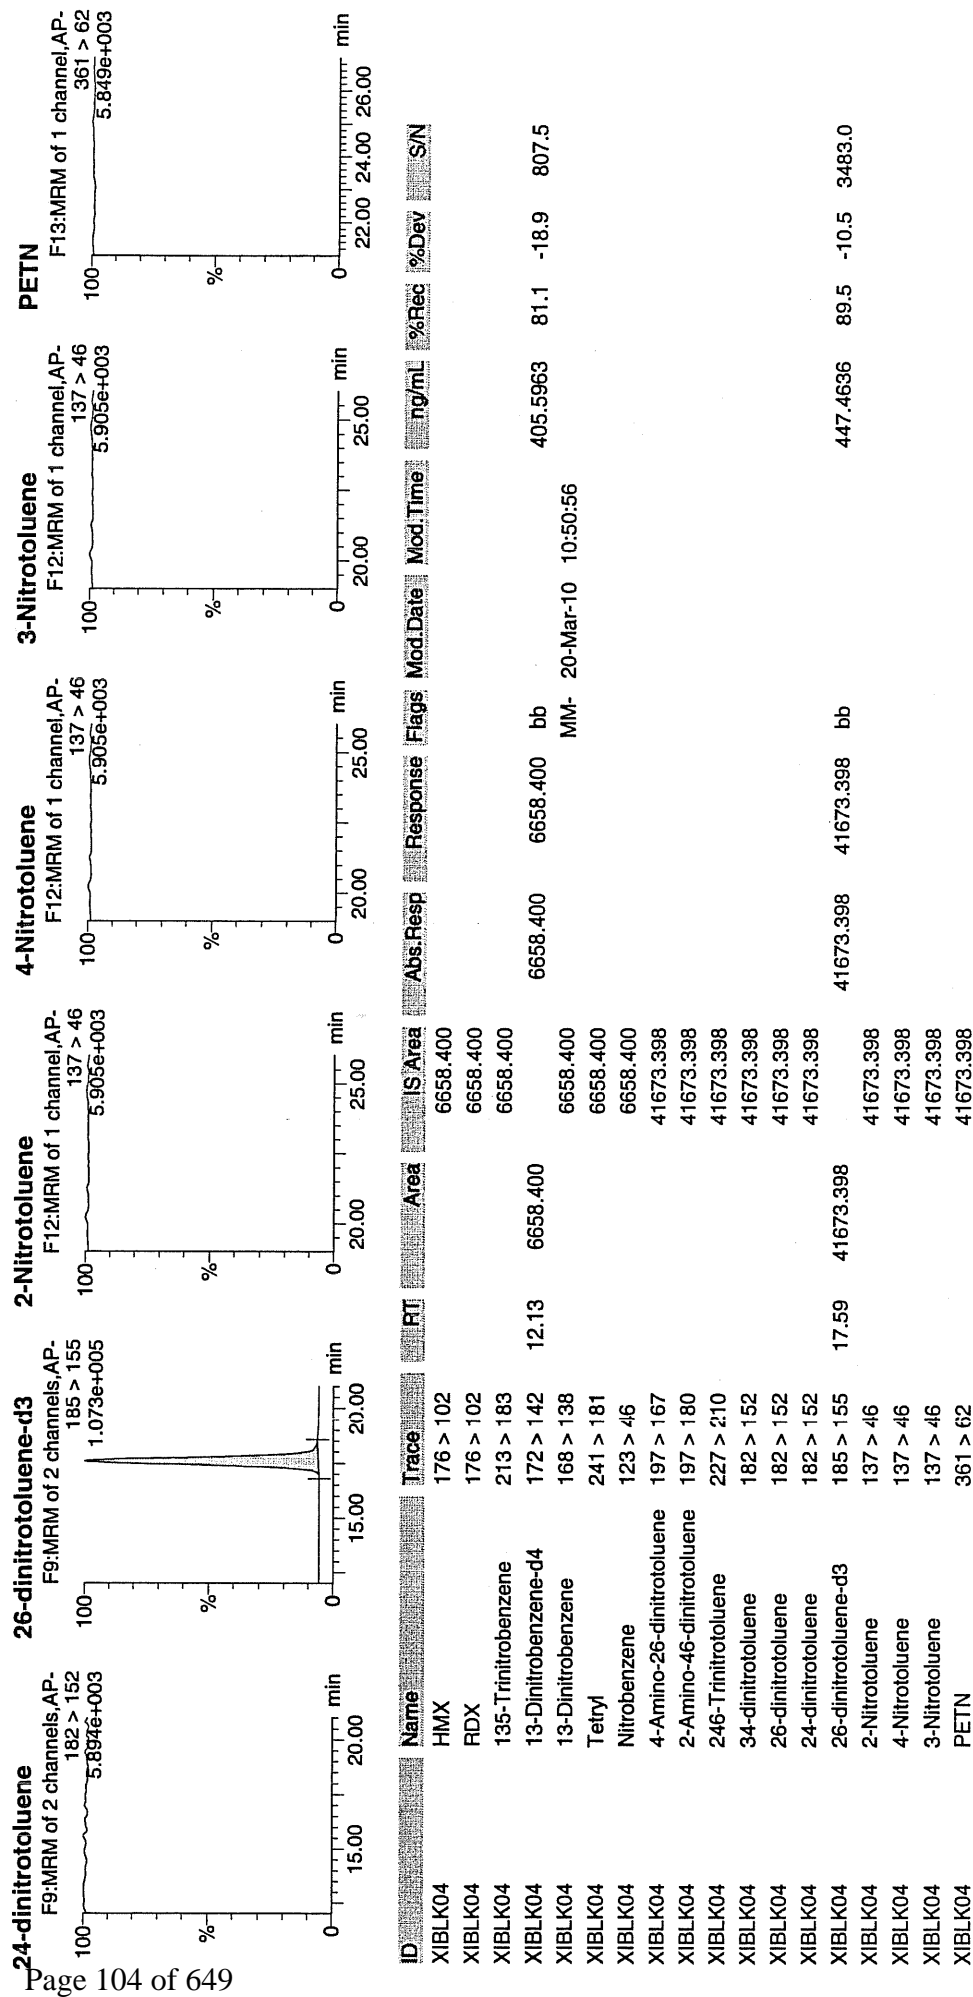 24-dinitrotoluene
F9:MRM of 2 channels,AP-
182 > 152
5.894e+003
100
%
0
15.00 20.00 min
26-dinitrotoluene-d3
F9:MRM of 2 channels,AP-
185 > 155
1.073e+005
100
%
0
15.00 20.00 min
2-Nitrotoluene
F12:MRM of 1 channel,AP-
137 > 46
5.905e+003
100
%
0
20.00 25.00 min
4-Nitrotoluene
F12:MRM of 1 channel,AP-
137 > 46
5.905e+003
100
%
0
20.00 25.00 min
3-Nitrotoluene
F12:MRM of 1 channel,AP-
137 > 46
5.905e+003
100
%
0
20.00 25.00 min
PETN
F13:MRM of 1 channel,AP-
361 > 62
5.849e+003
100
%
0
22.00 24.00 26.00 min
ID Name Trace RT Area IS Area Abs.Resp Response Flags Mod.Date Mod.Time ng/mL %Rec %Dev S/N
XIBLK04 HMX 176 > 102 6658.400
XIBLK04 RDX 176 > 102 6658.400
XIBLK04 135-Trinitrobenzene 213 > 183 6658.400
XIBLK04 13-Dinitrobenzene-d4 172 > 142 12.13 6658.400 6658.400 6658.400 bb 405.5963 81.1 -18.9 807.5
XIBLK04 13-Dinitrobenzene 168 > 138 6658.400 MM- 20-Mar-10 10:50:56
XIBLK04 Tetryl 241 > 181 6658.400
XIBLK04 Nitrobenzene 123 > 46 6658.400
XIBLK04 4-Amino-26-dinitrotoluene 197 > 167 41673.398
XIBLK04 2-Amino-46-dinitrotoluene 197 > 180 41673.398
XIBLK04 246-Trinitrotoluene 227 > 210 41673.398
XIBLK04 34-dinitrotoluene 182 > 152 41673.398
XIBLK04 26-dinitrotoluene 182 > 152 41673.398
XIBLK04 24-dinitrotoluene 182 > 152 41673.398
XIBLK04 26-dinitrotoluene-d3 185 > 155 17.59 41673.398 41673.398 41673.398 bb 447.4636 89.5 -10.5 3483.0
XIBLK04 2-Nitrotoluene 137 > 46 41673.398
XIBLK04 4-Nitrotoluene 137 > 46 41673.398
XIBLK04 3-Nitrotoluene 137 > 46 41673.398
XIBLK04 PETN 361 > 62 41673.398
Page 104 of 649